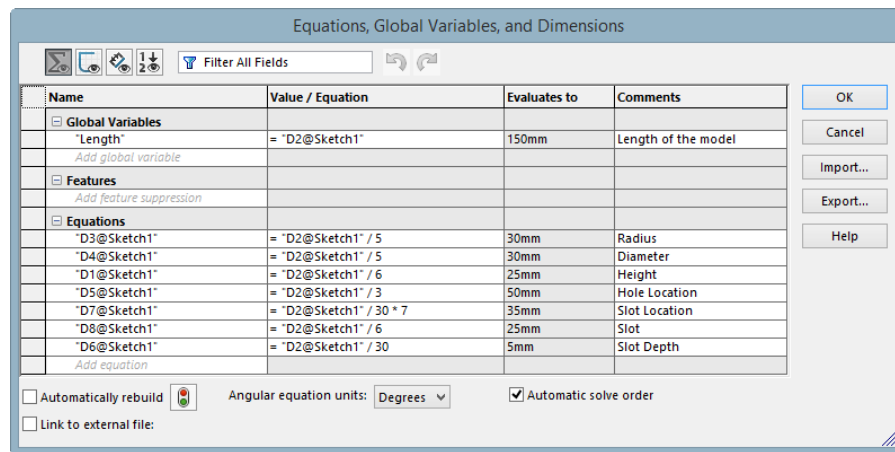 Equations, Global Variables, and Dimensions
Filter All Fields
Name Value / Equation Evaluates to Comments
Global Variables
"Length" = "D2@Sketch1" 150mm Length of the model
Add global variable
Features
Add feature suppression
Equations
"D3@Sketch1" = "D2@Sketch1" / 5 30mm Radius
"D4@Sketch1" = "D2@Sketch1" / 5 30mm Diameter
"D1@Sketch1" = "D2@Sketch1" / 6 25mm Height
"D5@Sketch1" = "D2@Sketch1" / 3 50mm Hole Location
"D7@Sketch1" = "D2@Sketch1" / 30 * 7 35mm Slot Location
"D8@Sketch1" = "D2@Sketch1" / 6 25mm Slot
"D6@Sketch1" = "D2@Sketch1" / 30 5mm Slot Depth
Add equation
OK
Cancel
Import...
Export...
Help
Automatically rebuild Angular equation units: Degrees Automatic solve order
Link to external file: